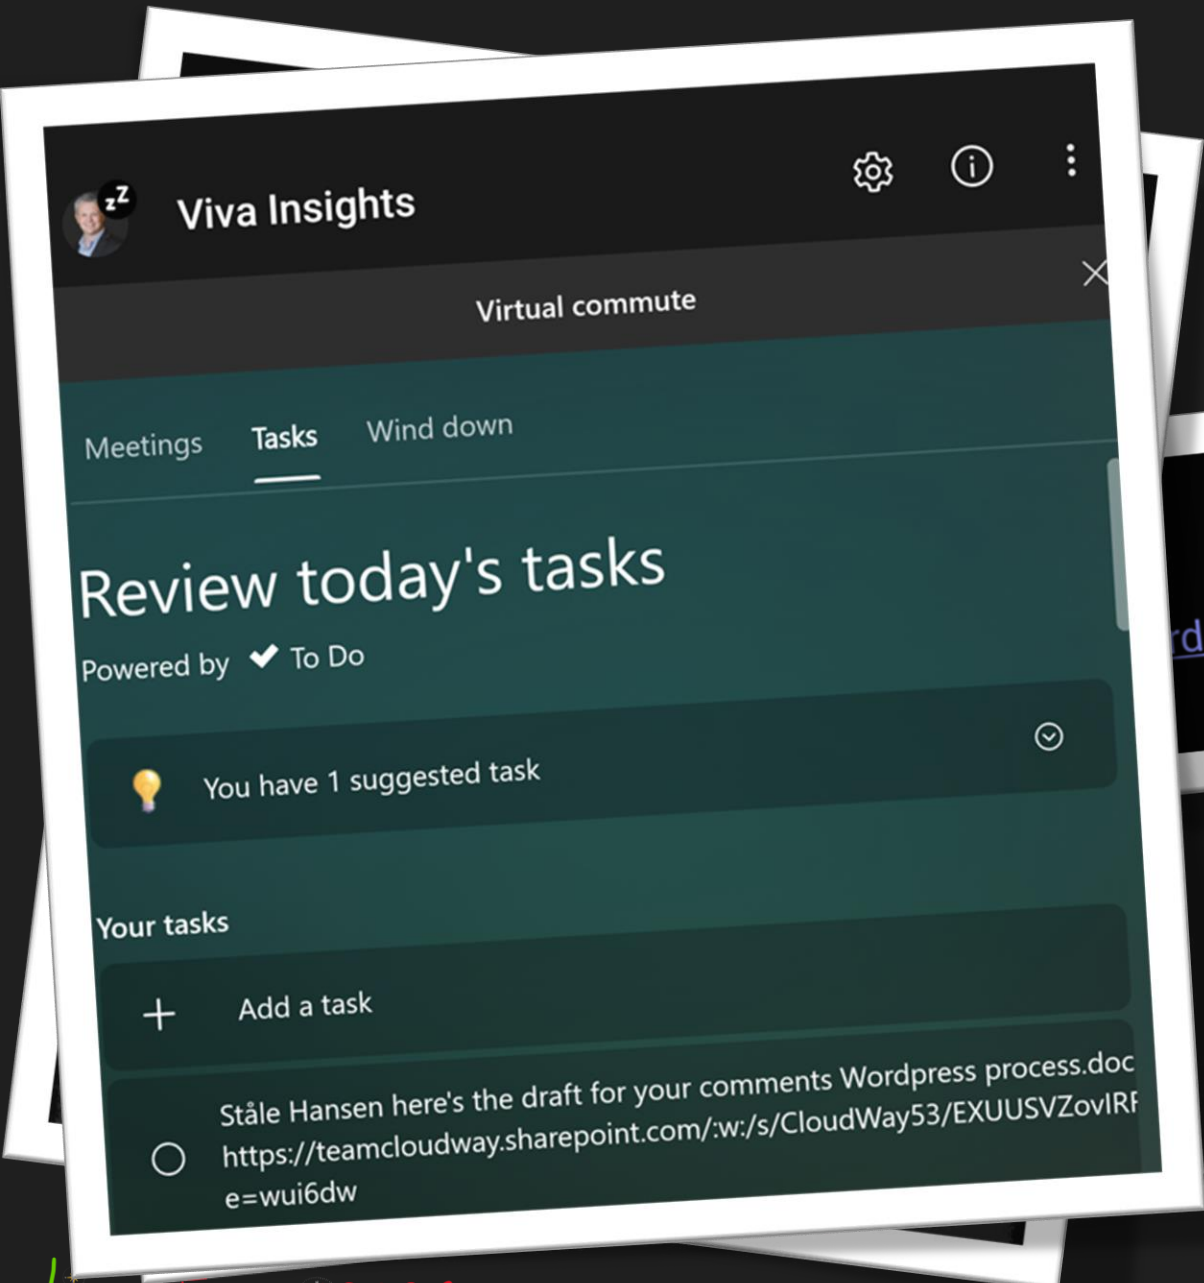 zZ
Viva Insights
Virtual commute
Meetings Tasks Wind down
Review today's tasks
Powered by To Do
You have 1 suggested task
Your tasks
Add a task
Ståle Hansen here's the draft for your comments Wordpress process.doc
https://teamcloudway.sharepoint.com/:w:/s/CloudWay53/
e=wui6dw
rd